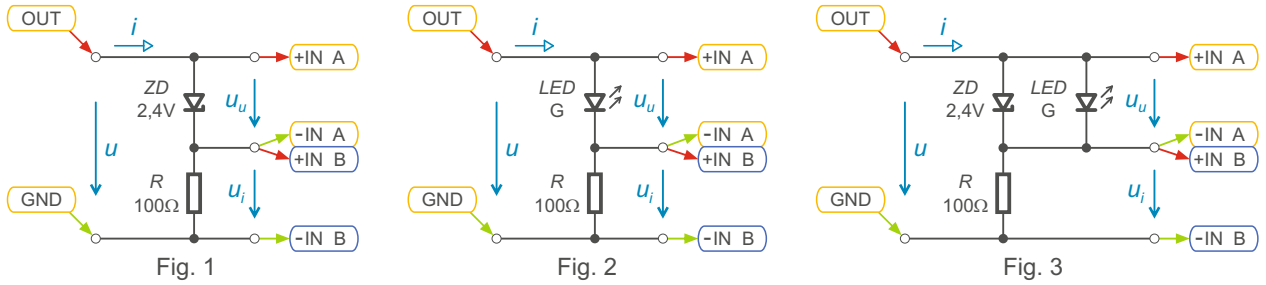 OUT
i
+IN A
ZD
2,4V
uu
u
-IN A
+IN B
R
100Ω
ui
GND
-IN B
Fig. 1
OUT
i
+IN A
LED
G
uu
u
-IN A
+IN B
R
100Ω
ui
GND
-IN B
Fig. 2
OUT
i
+IN A
ZD
2,4V
LED
G
uu
u
-IN A
+IN B
R
100Ω
ui
GND
-IN B
Fig. 3